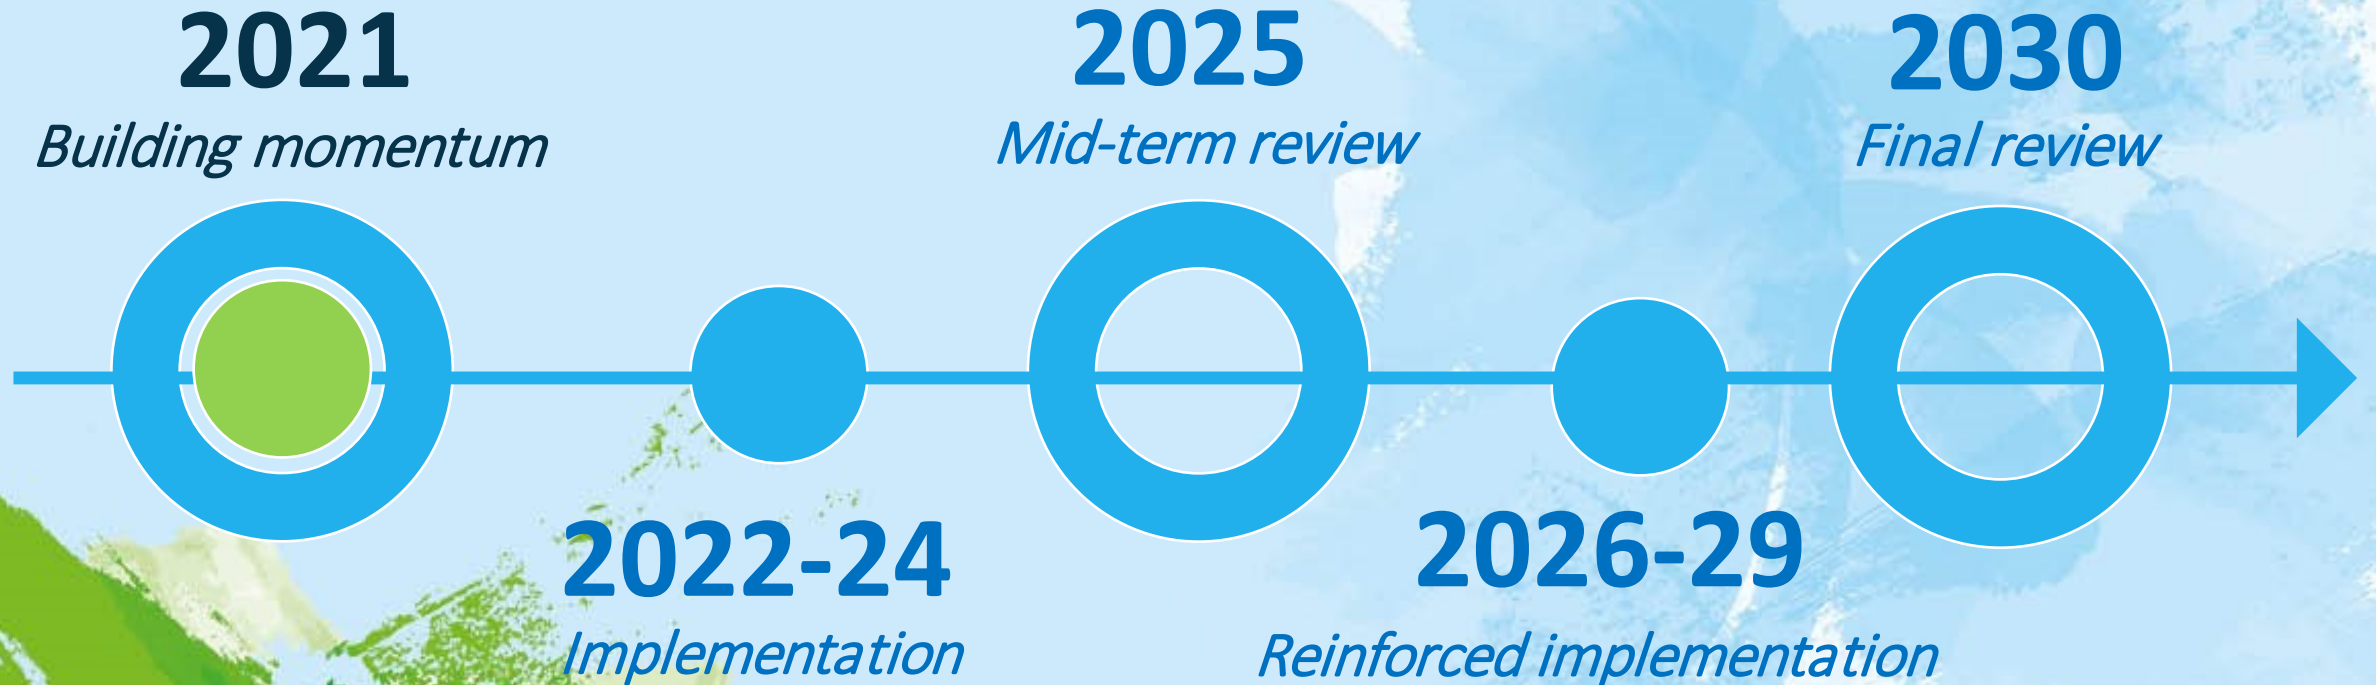 2021
Building momentum
2022-24
Implementation
2025
Mid-term review
2026-29
Reinforced implementation
2030
Final review